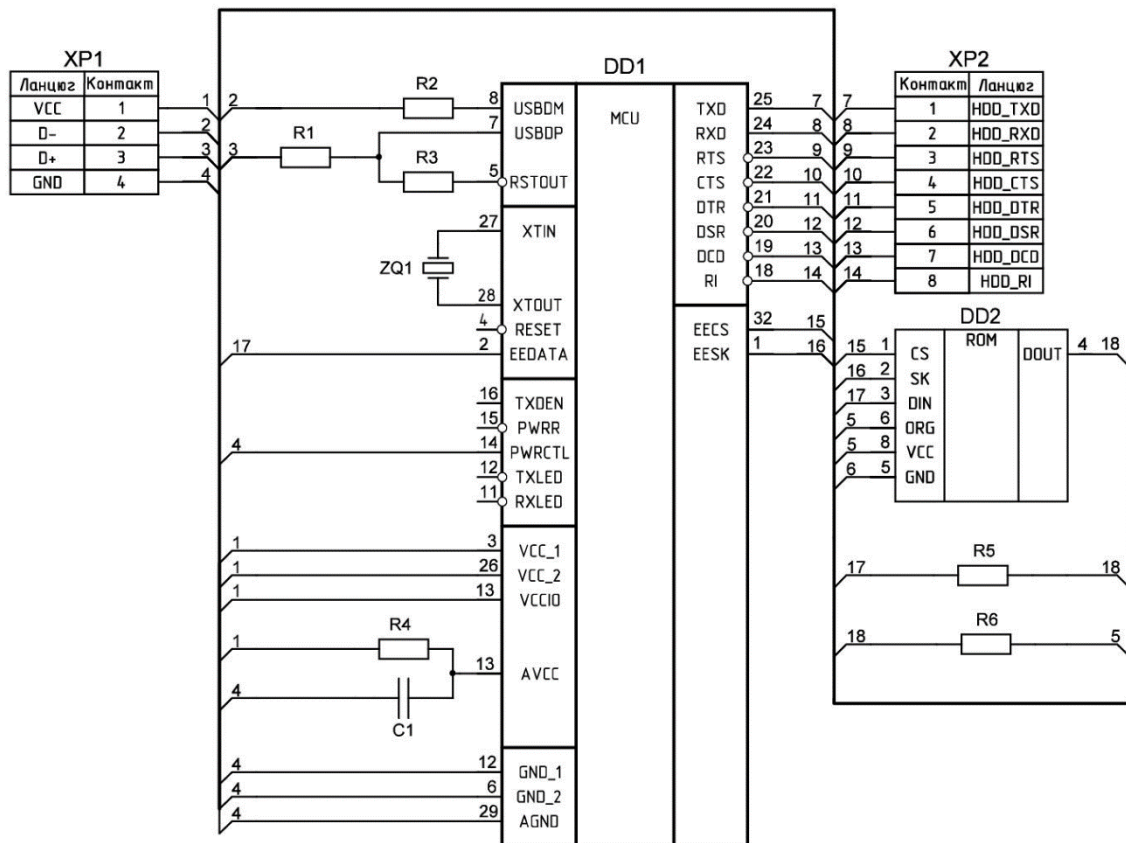 XP1
Ланцюг Контакт
VCC 1 1
D- 2 2
D+ 3 3
GND 4 4
2 R2 8 USBDM
7 USBDP
3 R1
R3 5 RSTOUT
27 XTIN
ZQ1
28 XTOUT
4 RESET
17 2 EEDATA
16 TXDEN
15 PWRR
4 14 PWRCTL
12 TXLED
11 RXLED
1 3 VCC_1
1 26 VCC_2
1 13 VCCIO
1 R4
13 AVCC
4 C1
4 12 GND_1
4 6 GND_2
4 29 AGND
DD1
MCU
TXD 25 7
RXD 24 8
RTS 23 9
CTS 22 10
DTR 21 11
DSR 20 12
DCD 19 13
RI 18 14
EECS 32 15
EESK 1 16
XP2
Контакт Ланцюг
7 1 HDD_TXD
8 2 HDD_RXD
9 3 HDD_RTS
10 4 HDD_CTS
11 5 HDD_DTR
12 6 HDD_DSR
13 7 HDD_DCD
14 8 HDD_RI
DD2
ROM
15 1 CS DOUT 4 18
16 2 SK
17 3 DIN
5 6 ORG
5 8 VCC
6 5 GND
17 R5 18
18 R6 5